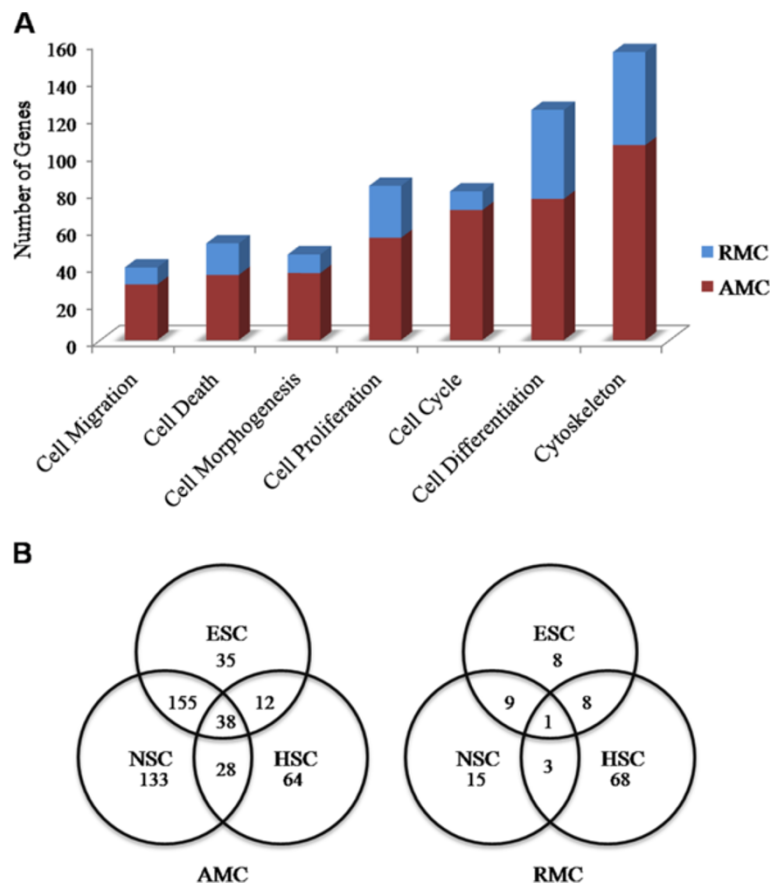 A
Number of Genes
160
140
120
100
80
60
40
20
0
Cell Migration
Cell Death
Cell Morphogenesis
Cell Proliferation
Cell Cycle
Cell Differentiation
Cytoskeleton
RMC
AMC
B
ESC
35
155
12
38
NSC
133
28
HSC
64
AMC
ESC
8
9
8
1
NSC
15
3
HSC
68
RMC